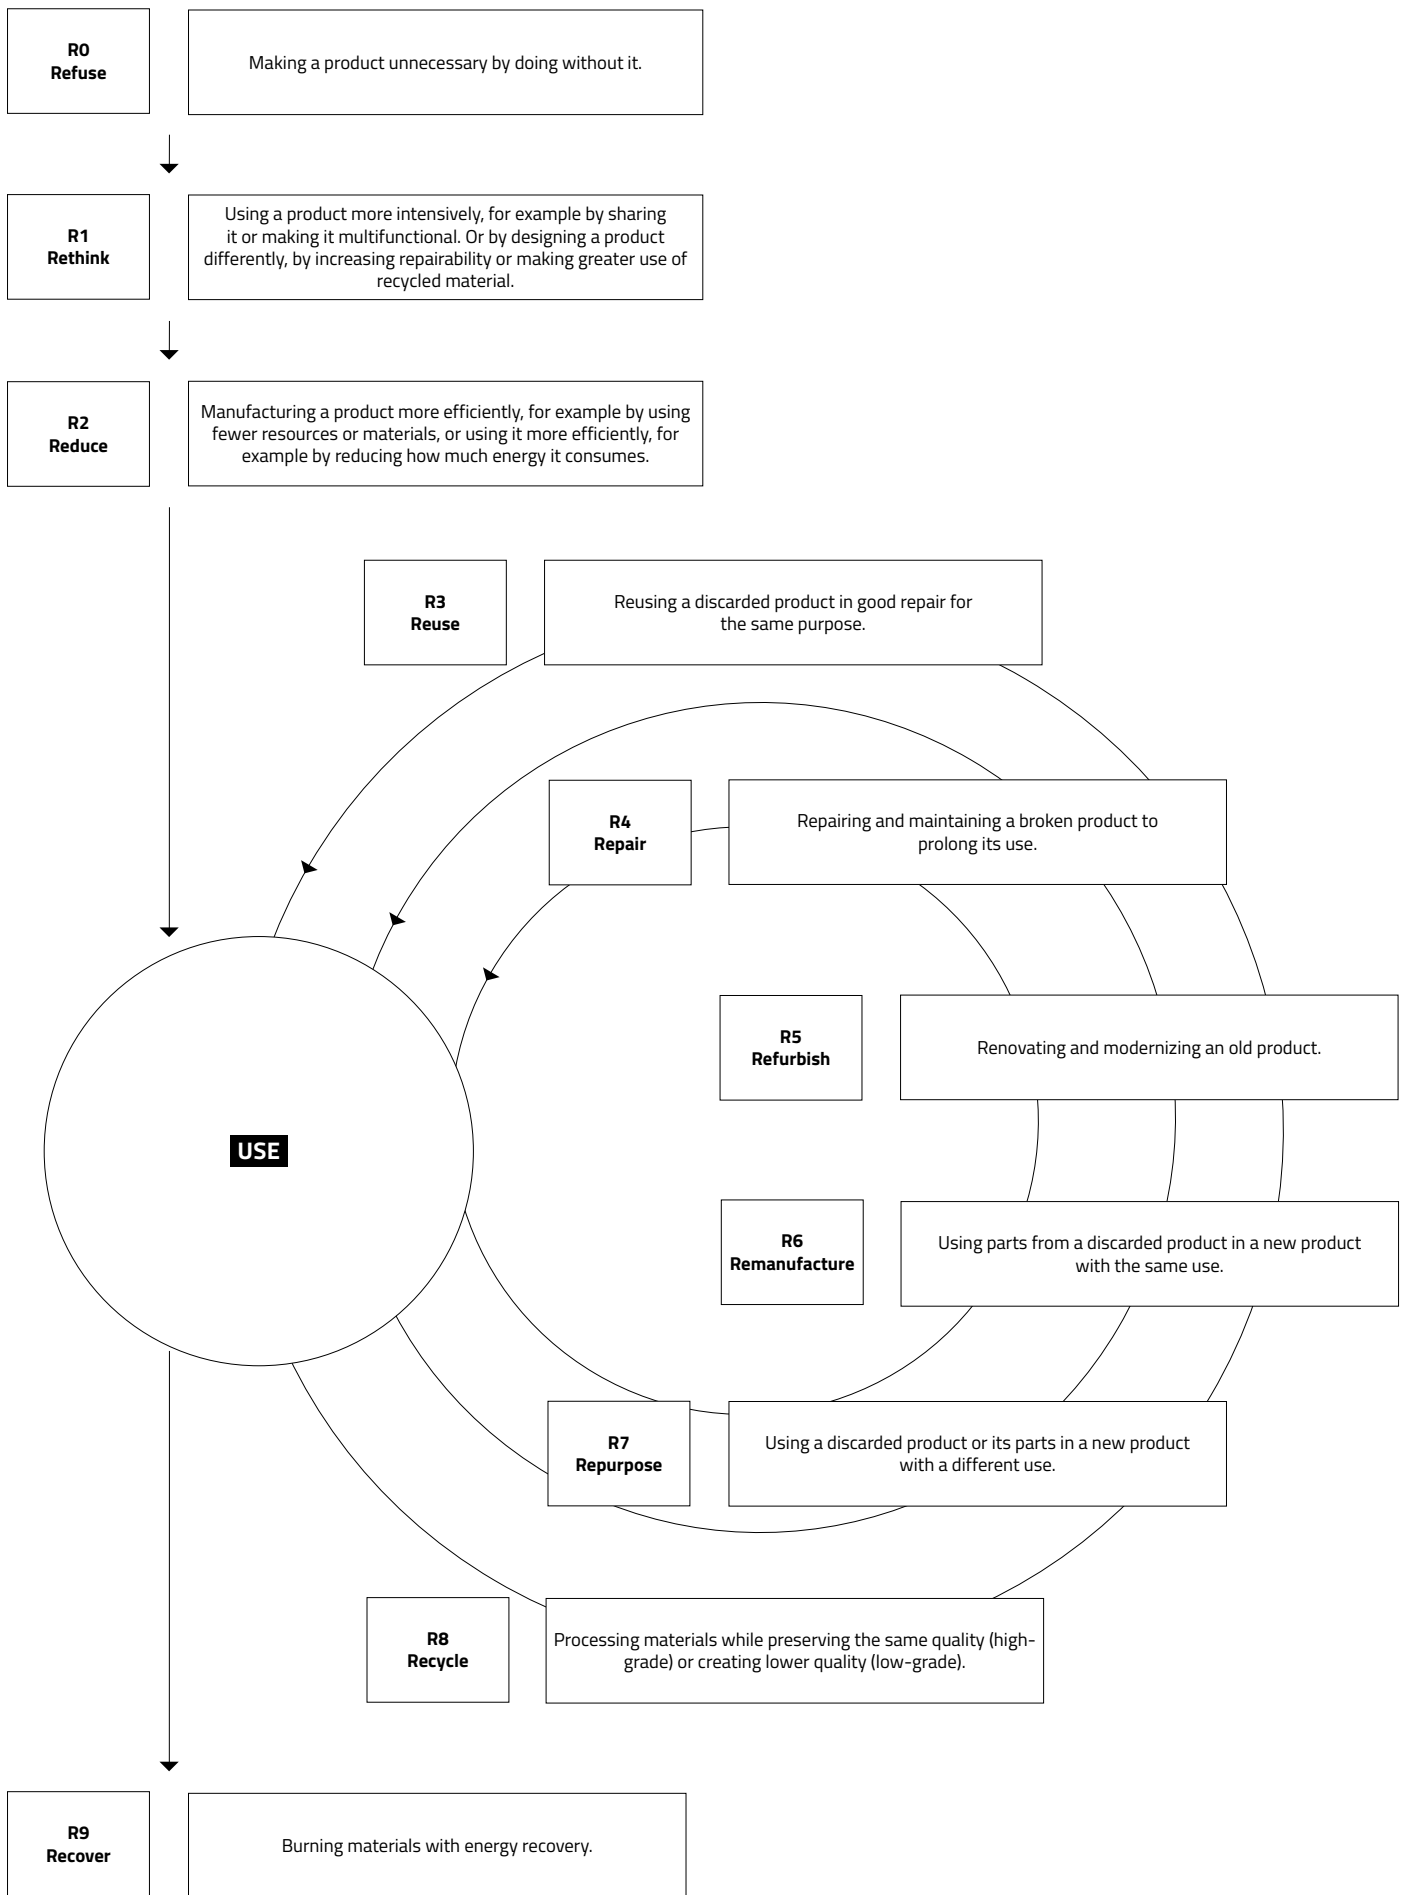 R0
Refuse
Making a product unnecessary by doing without it.
R1
Rethink
Using a product more intensively, for example by sharing
it or making it multifunctional. Or by designing a product
differently, by increasing repairability or making greater use of
recycled material.
R2
Reduce
Manufacturing a product more efficiently, for example by using
fewer resources or materials, or using it more efficiently, for
example by reducing how much energy it consumes.
R3
Reuse
Reusing a discarded product in good repair for
the same purpose.
R4
Repair
Repairing and maintaining a broken product to
prolong its use.
R5
Refurbish
Renovating and modernizing an old product.
USE
R6
Remanufacture
Using parts from a discarded product in a new product
with the same use.
R7
Repurpose
Using a discarded product or its parts in a new product
with a different use.
R8
Recycle
Processing materials while preserving the same quality (high-
grade) or creating lower quality (low-grade).
R9
Recover
Burning materials with energy recovery.